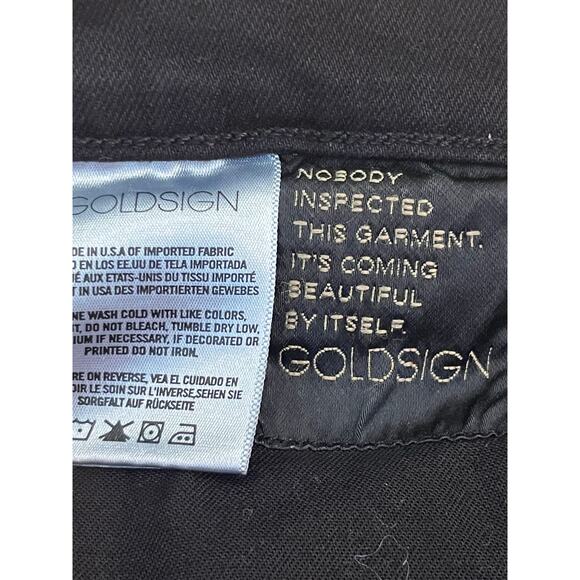 GOLDSIGN
DE IN U.S.A OF IMPORTED FABRIC
O EN LOS EE.UU DE TELA IMPORTADA
UÉ AUX ETATS-UNIS DU TISSU IMPORTÉ
T IN USA DES IMPORTIERTEN GEWEBES
NE WASH COLD WITH LIKE COLORS,
T, DO NOT BLEACH, TUMBLE DRY LOW,
IUM IF NECESSARY, IF DECORATED OR
PRINTED DO NOT IRON.
RE ON REVERSE, VEA EL CUIDADO EN
OIR LE SOIN SUR L'INVERSE,SEHEN SIE
SORGFALT AUF RÜCKSEITE
NOBODY
INSPECTED
THIS GARMENT.
IT'S COMING
BEAUTIFUL
BY ITSELF.
GOLDSIGN